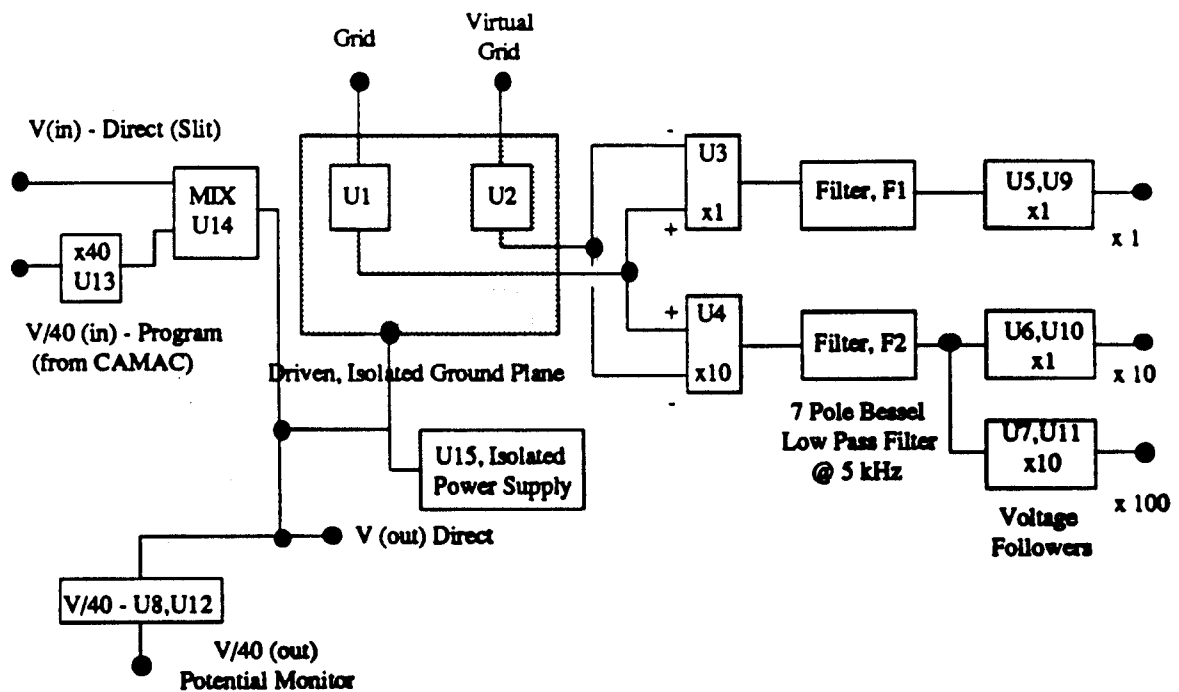 Grid
Virtual
Grid
V(in) - Direct (Slit)
MIX
U14
x40
U13
V/40 (in) - Program
(from CAMAC)
U1
U2
Driven, Isolated Ground Plane
U15, Isolated
Power Supply
V (out) Direct
V/40 - U8,U12
V/40 (out)
Potential Monitor
-
U3
x1
+
+
U4
x10
-
Filter, F1
Filter, F2
7 Pole Bessel
Low Pass Filter
@ 5 kHz
U5,U9
x1
x 1
U6,U10
x1
x 10
U7,U11
x10
x 100
Voltage
Followers